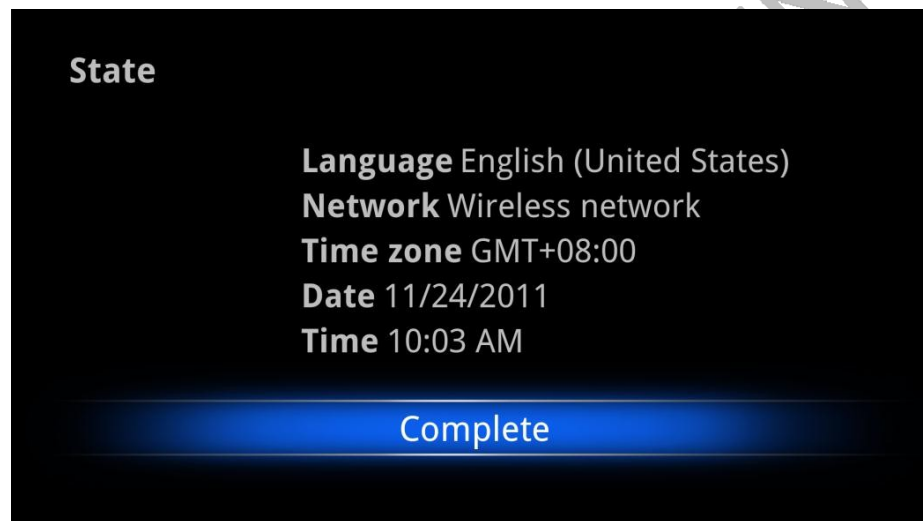 State
Language English (United States)
Network Wireless network
Time zone GMT+08:00
Date 11/24/2011
Time 10:03 AM
Complete